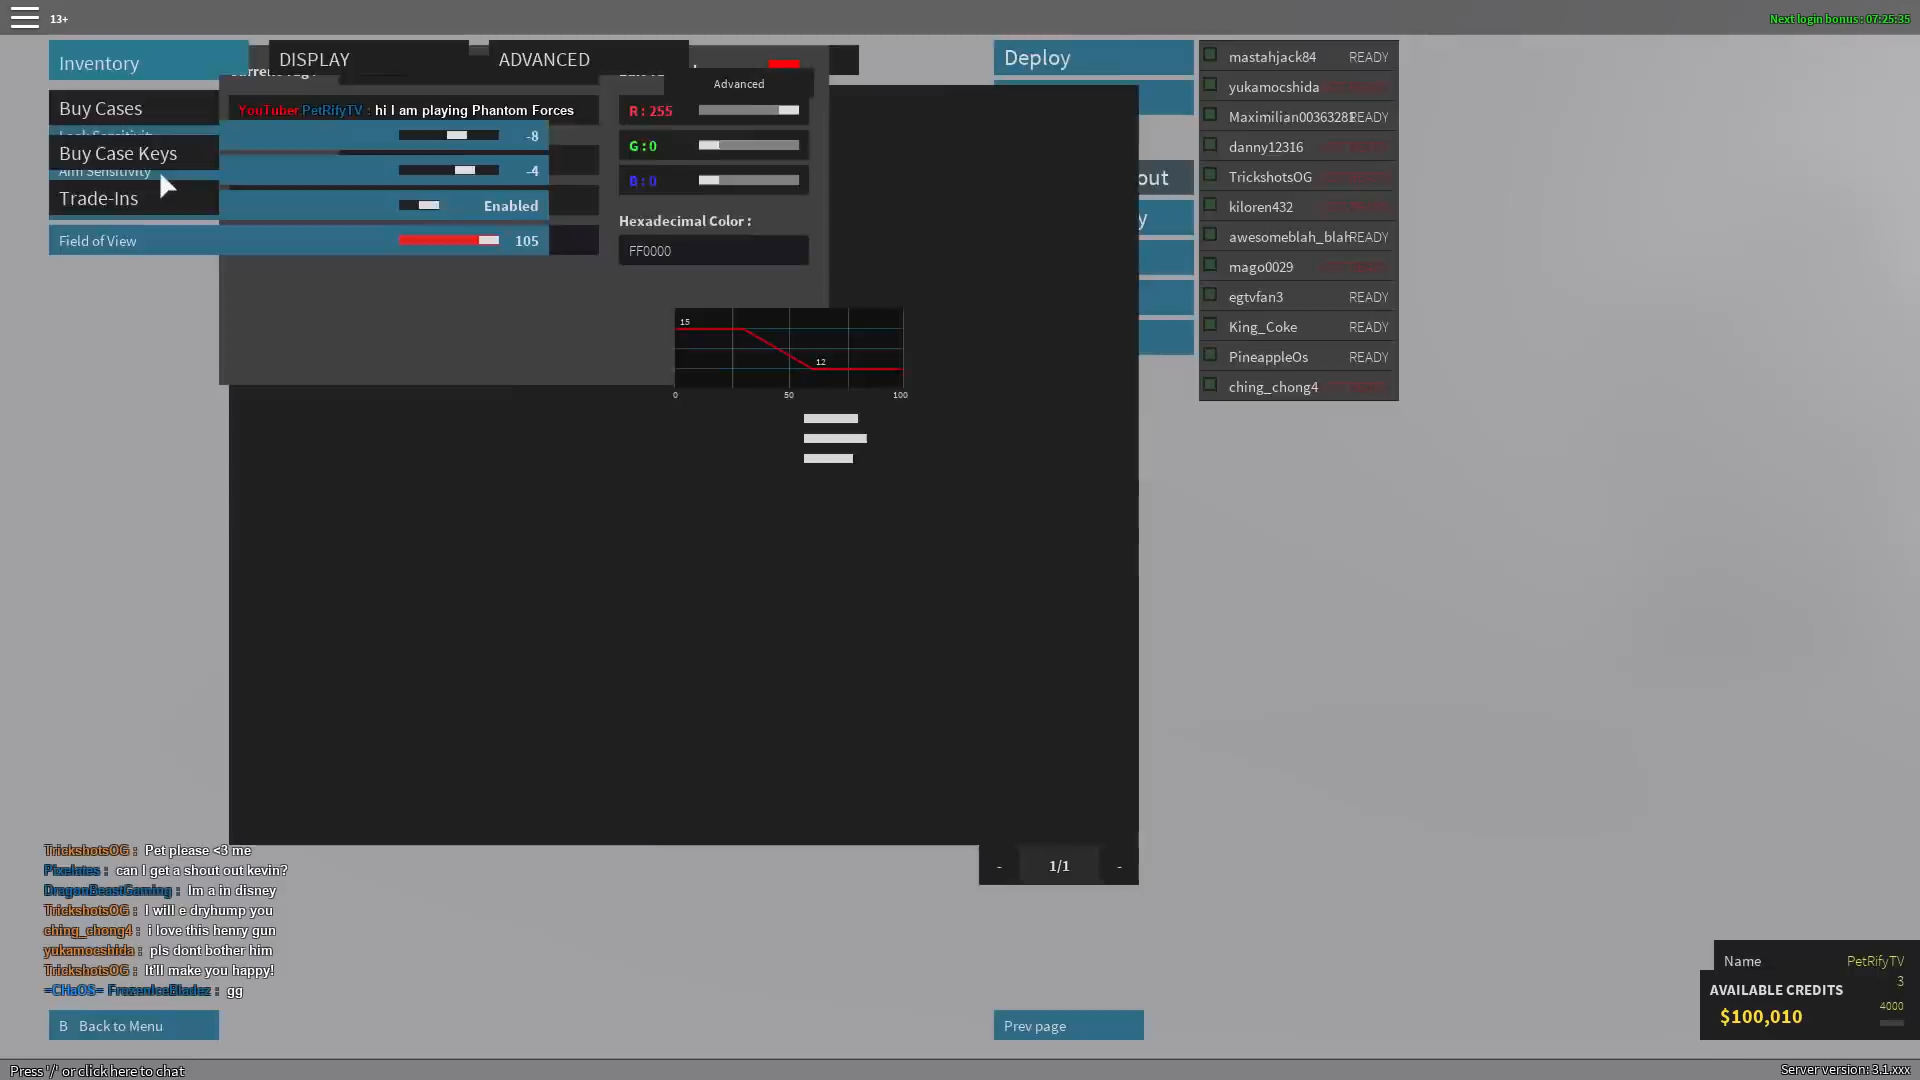 13+
Next login bonus : 07:25:35
Inventory
DISPLAY
ADVANCED
Deploy
Advanced
Buy Cases
YouTuber PetRifyTV : hi I am playing Phantom Forces
R : 255
Look Sensitivity
-8
G : 0
Buy Case Keys
Aim Sensitivity
-4
B : 0
Trade-Ins
Enabled
Hexadecimal Color :
Field of View
105
FF0000
mastahjack84 READY
yukamocshida
Maximilian00363281 READY
danny12316
TrickshotsOG
kiloren432
awesomeblah_blah READY
mago0029
egtvfan3 READY
King_Coke READY
PineappleOs READY
ching_chong4
15
12
0 50 100
- 1/1 -
TrickshotsOG : Pet please <3 me
Pixelates : can I get a shout out kevin?
DragonBeastGaming : Im a in disney
TrickshotsOG : I will e dryhump you
ching_chong4 : i love this henry gun
yukamocshida : pls dont bother him
TrickshotsOG : It'll make you happy!
=CHaOS= FrozenIceBladez : gg
B Back to Menu
Prev page
Name PetRifyTV
3
AVAILABLE CREDITS
4000
$100,010
Press '/' or click here to chat
Server version: 3.1.xxx